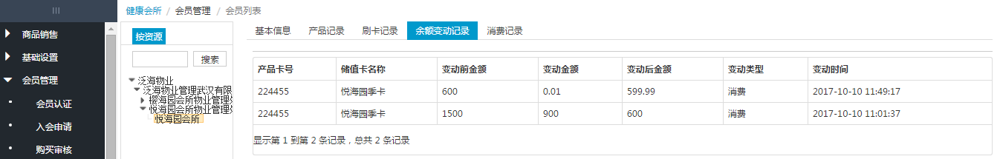 健康会所 / 会员管理 / 会员列表
商品销售
基础设置
会员管理
会员认证
入会申请
购买审核
按资源
搜索
泛海物业
泛海物业管理武汉有限
樱海园会所物业管理处
悦海园会所物业管理处
悦海园会所
基本信息 产品记录 刷卡记录 余额变动记录 消费记录
产品卡号 储值卡名称 变动前金额 变动金额 变动后金额 变动类型 变动时间
224455 悦海园季卡 600 0.01 599.99 消费 2017-10-10 11:49:17
224455 悦海园季卡 1500 900 600 消费 2017-10-10 11:01:37
显示第 1 到第 2 条记录，总共 2 条记录